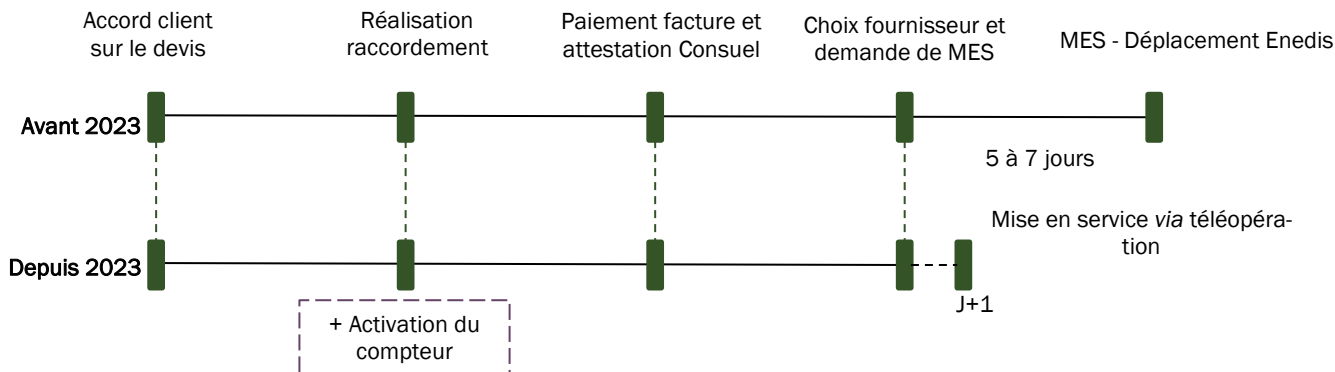 Accord client
sur le devis
Réalisation
raccordement
Paiement facture et
attestation Consuel
Choix fournisseur et
demande de MES
MES - Déplacement Enedis
Avant 2023
5 à 7 jours
Mise en service via téléopéra-
tion
Depuis 2023
J+1
+ Activation du
compteur